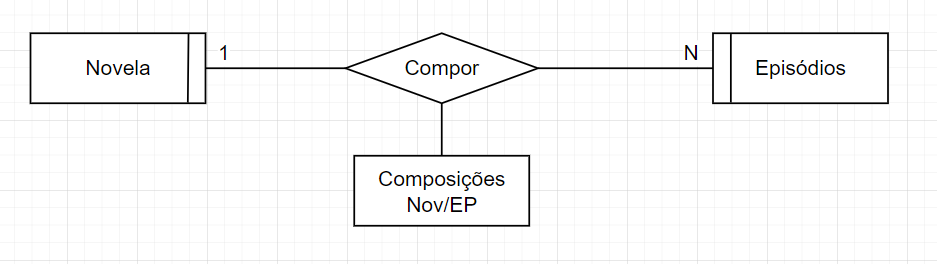 Novela
1
Compor
N
Episódios
Composições
Nov/EP